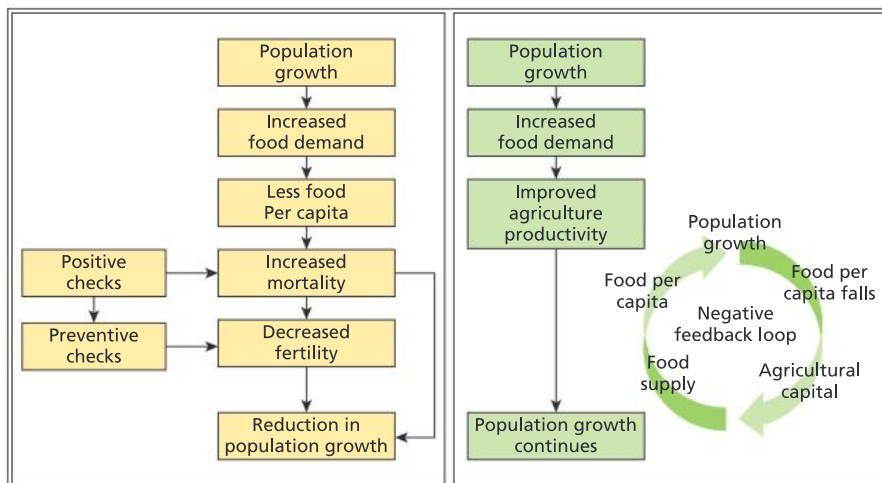 Population
growth
Increased
food demand
Less food
Per capita
Positive
checks
Increased
mortality
Preventive
checks
Decreased
fertility
Reduction in
population growth
Population
growth
Increased
food demand
Improved
agriculture
productivity
Population growth
continues
Population
growth
Food per
capita falls
Agricultural
capital
Food
supply
Food per
capita
Negative
feedback loop